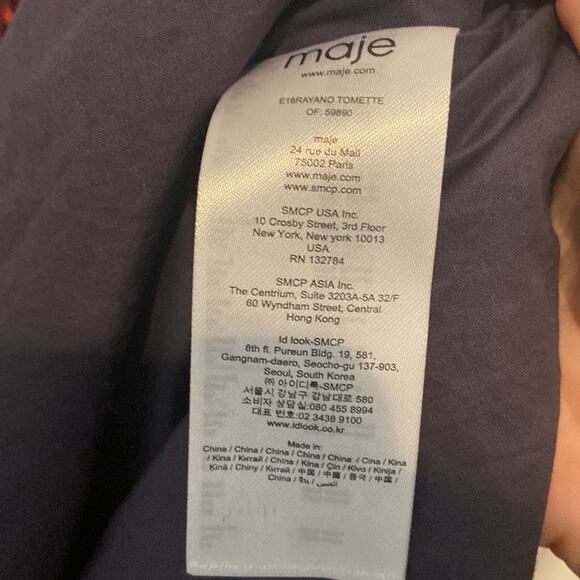 maje
www.maje.com
E16RAYANO TOMETTE
OF: 59890
maje
24 rue du Mail
75002 Paris
www.maje.com
www.smcp.com
SMCP USA Inc.
10 Crosby Street, 3rd Floor
New York, New york 10013
USA
RN 132784
SMCP ASIA Inc.
The Centrium, Suite 3203A-5A 32/F
60 Wyndham Street, Central
Hong Kong
Id look-SMCP
8th fl. Pureun Bldg. 19, 581,
Gangnam-daero, Seocho-gu 137-903,
Seoul, South Korea
㈜ 아이디룩-SMCP
서울시 강남구 강남대로 580
소비자 상담실:080 455 8994
대표 번호:02 3438 9100
www.idlook.co.kr
Made in:
China / China / China / China / China / Cina / Kina
/ Kina / Китай / China / Kina / Çin / Kīna / Kinija /
Kină / Chiny / Китай / 中国 / 中國 / 중국 / 中国 /
China / จีน / الصين